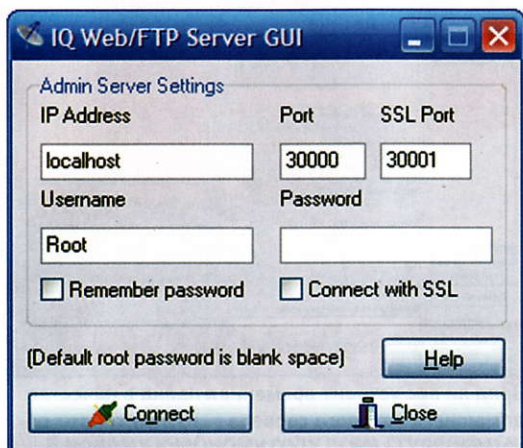 IQ Web/FTP Server GUI
Admin Server Settings
IP Address Port SSL Port
localhost 30000 30001
Username Password
Root
Remember password Connect with SSL
(Default root password is blank space) Help
Connect Close